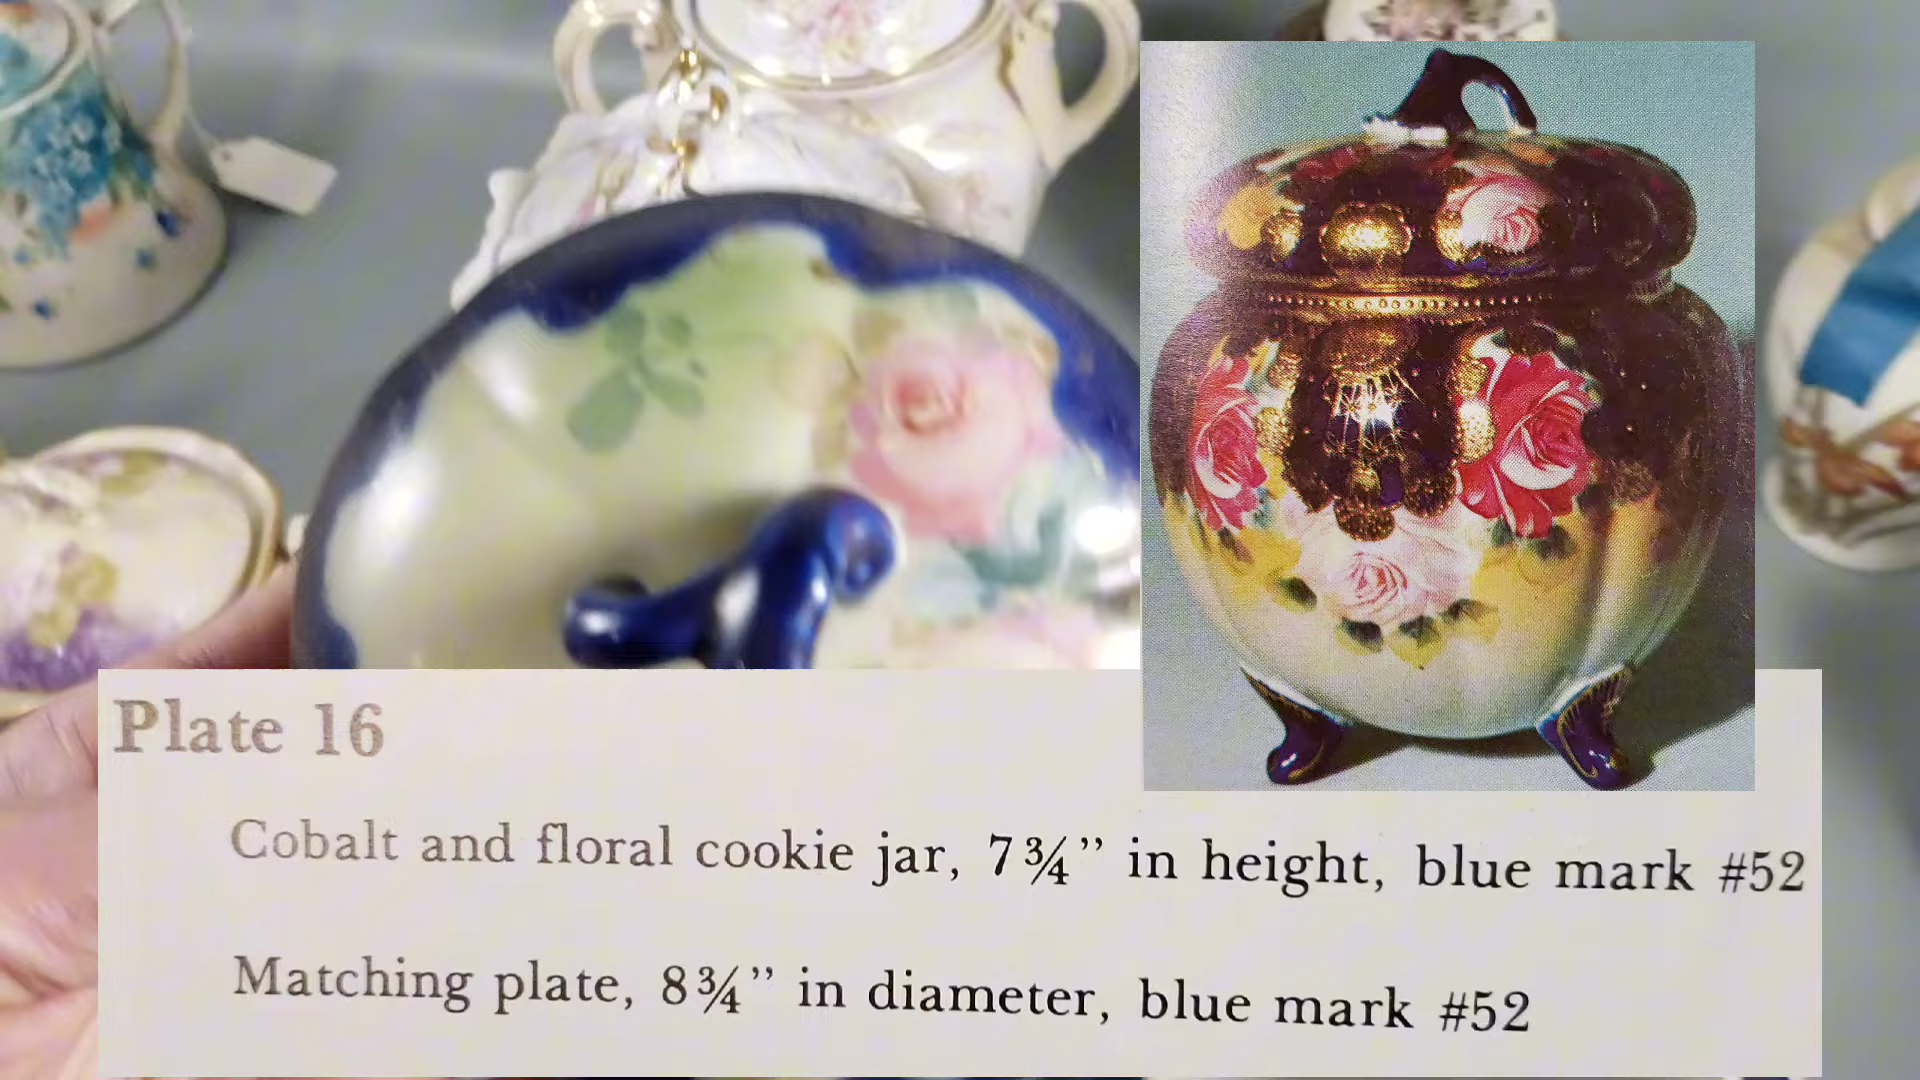 Plate 16
Cobalt and floral cookie jar, 7¾” in height, blue mark #52
Matching plate, 8¾” in diameter, blue mark #52